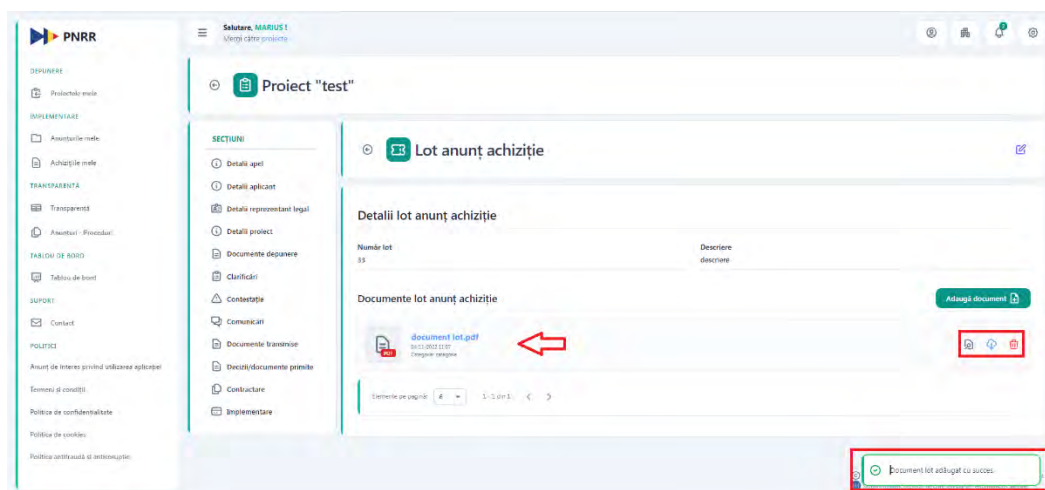 PNRR
Salutare, MARIUS !
Mergi către proiecte
DEPUNERE
Proiectele mele
IMPLEMENTARE
Anunțurile mele
Achizițiile mele
TRANSPARENȚĂ
Transparență
Anunțuri - Proceduri
TABLOU DE BORD
Tablou de bord
SUPORT
Contact
POLITICI
Anunț de interes privind utilizarea aplicației
Termeni și condiții
Politica de confidentialitate
Politica de cookies
Politica antifraudă și anticorupție
Proiect "test"
SECȚIUNI
Detalii apel
Detalii aplicant
Detalii reprezentant legal
Detalii proiect
Documente depunere
Clarificări
Contestație
Comunicări
Documente transmise
Decizii/documente primite
Contractare
Implementare
Lot anunț achiziție
Detalii lot anunț achiziție
Număr lot
Descriere
descriere
Documente lot anunț achiziție
Adaugă document
PDF
document lot.pdf
Categorie: categorie
Elemente pe pagină:
1 - 1 din 1
Document lot adăugat cu succes.